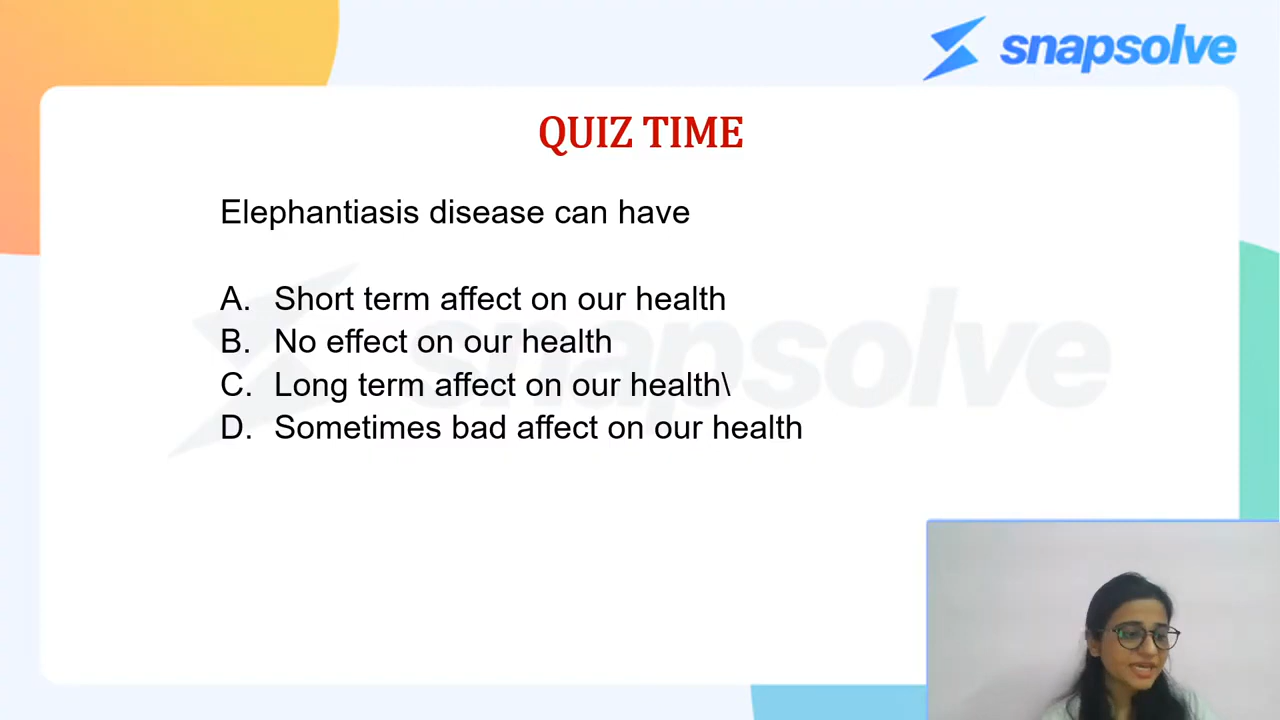 snapsolve
QUIZ TIME
Elephantiasis disease can have
A. Short term affect on our health
B. No effect on our health
C. Long term affect on our health\
D. Sometimes bad affect on our health
snapsolve